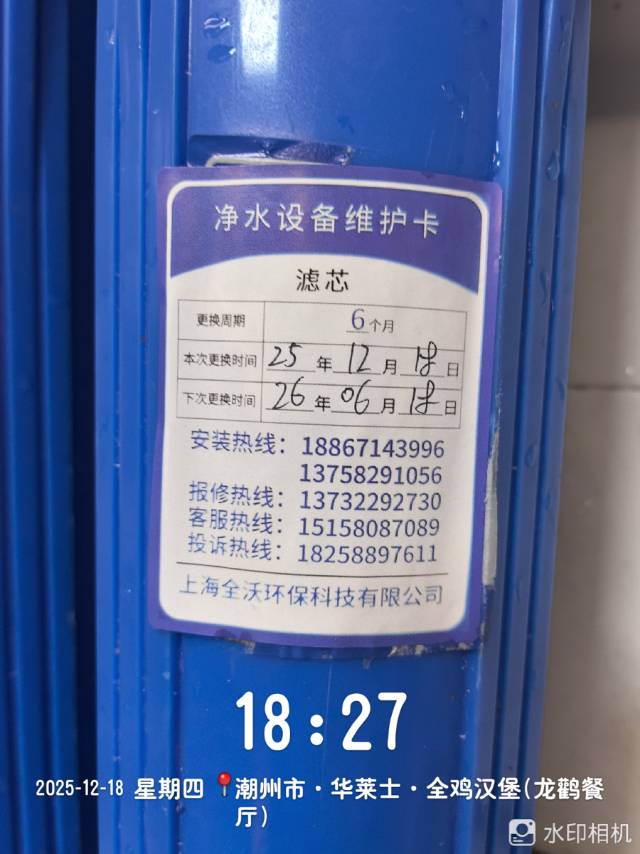 净水设备维护卡
滤芯
更换周期 6个月
本次更换时间 25年12月18日
下次更换时间 26年06月18日
安装热线：18867143996
13758291056
报修热线：13732292730
客服热线：15158087089
投诉热线：18258897611
上海全沃环保科技有限公司
18:27
2025-12-18 星期四 潮州市·华莱士·全鸡汉堡(龙鹳餐
厅)
水印相机